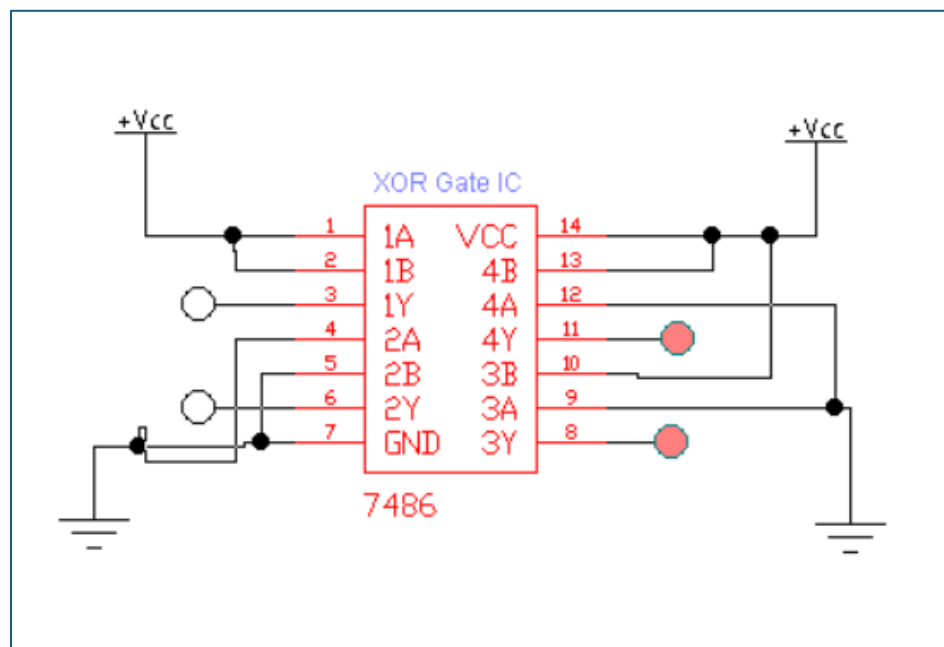 +Vcc
+Vcc
XOR Gate IC
1 1A VCC 14
2 1B 4B 13
3 1Y 4A 12
4 2A 4Y 11
5 2B 3B 10
6 2Y 3A 9
7 GND 3Y 8
7486